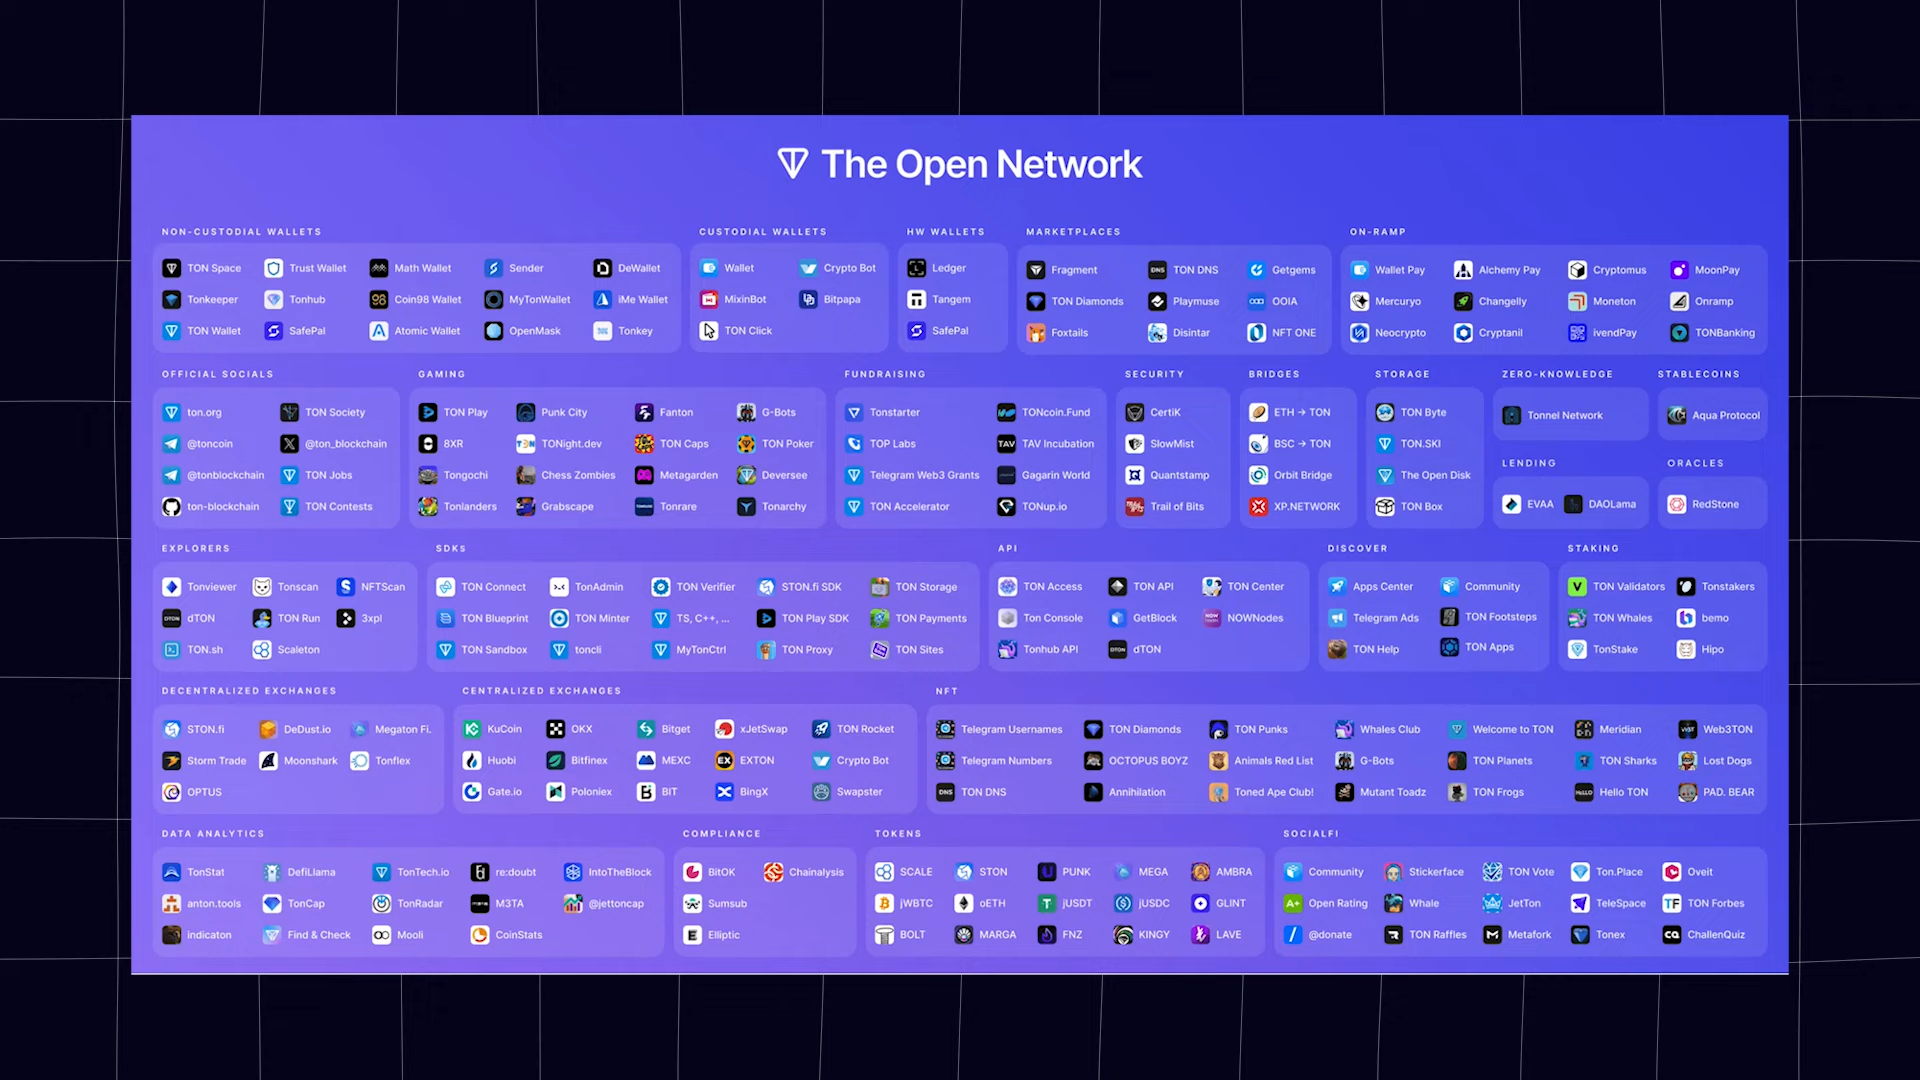 The Open Network
NON-CUSTODIAL WALLETS
TON Space Trust Wallet Math Wallet Sender DeWallet
Tonkeeper Tonhub Coin98 Wallet MyTonWallet iMe Wallet
TON Wallet SafePal Atomic Wallet OpenMask Tonkey
CUSTODIAL WALLETS
Wallet Crypto Bot
MixinBot Bitpapa
TON Click
HW WALLETS
Ledger
Tangem
SafePal
MARKETPLACES
Fragment TON DNS Getgems
TON Diamonds Playmuse OOIA
Foxtails Disintar NFT ONE
ON-RAMP
Wallet Pay Alchemy Pay Cryptomus MoonPay
Mercuryo Changelly Moneton Onramp
Neocrypto Cryptanil ivendPay TONBanking
OFFICIAL SOCIALS
ton.org TON Society
@toncoin @ton_blockchain
@tonblockchain TON Jobs
ton-blockchain TON Contests
GAMING
TON Play Punk City Fanton G-Bots
8XR TONight.dev TON Caps TON Poker
Tongochi Chess Zombies Metagarden Deversee
Tonlanders Grabscape Tonrare Tonarchy
FUNDRAISING
Tonstarter TONcoin.Fund
TOP Labs TAV Incubation
Telegram Web3 Grants Gagarin World
TON Accelerator TONup.io
SECURITY
CertiK
SlowMist
Quantstamp
Trail of Bits
BRIDGES
ETH → TON
BSC → TON
Orbit Bridge
XP.NETWORK
STORAGE
TON Byte
TON.SKI
The Open Disk
TON Box
ZERO-KNOWLEDGE
Tonnel Network
STABLECOINS
Aqua Protocol
LENDING
EVAA DAOLama
ORACLES
RedStone
EXPLORERS
Tonviewer Tonscan NFTScan
dTON TON Run 3xpl
TON.sh Scaleton
SDKS
TON Connect TonAdmin TON Verifier STON.fi SDK TON Storage
TON Blueprint TON Minter TS, C++, ... TON Play SDK TON Payments
TON Sandbox toncli MyTonCtrl TON Proxy TON Sites
API
TON Access TON API TON Center
Ton Console GetBlock NOWNodes
Tonhub API dTON
DISCOVER
Apps Center Community
Telegram Ads TON Footsteps
TON Help TON Apps
STAKING
TON Validators Tonstakers
TON Whales bemo
TonStake Hipo
DECENTRALIZED EXCHANGES
STON.fi DeDust.io Megaton Fi.
Storm Trade Moonshark Tonflex
OPTUS
CENTRALIZED EXCHANGES
KuCoin OKX Bitget xJetSwap TON Rocket
Huobi Bitfinex MEXC EXTON Crypto Bot
Gate.io Poloniex BIT BingX Swapster
NFT
Telegram Usernames TON Diamonds TON Punks Whales Club Welcome to TON Meridian Web3TON
Telegram Numbers OCTOPUS BOYZ Animals Red List G-Bots TON Planets TON Sharks Lost Dogs
TON DNS Annihilation Toned Ape Club! Mutant Toadz TON Frogs Hello TON PAD. BEAR
DATA ANALYTICS
TonStat DefiLlama TonTech.io re:doubt IntoTheBlock
anton.tools TonCap TonRadar M3TA @jettoncap
indicaton Find & Check Mooli CoinStats
COMPLIANCE
BitOK Chainalysis
Sumsub
Elliptic
TOKENS
SCALE STON PUNK MEGA AMBRA
jWBTC oETH jUSDT jUSDC GLINT
BOLT MARGA FNZ KINGY LAVE
SOCIALFI
Community Stickerface TON Vote Ton.Place Oveit
Open Rating Whale JetTon TeleSpace TON Forbes
@donate TON Raffles Metafork Tonex ChallenQuiz